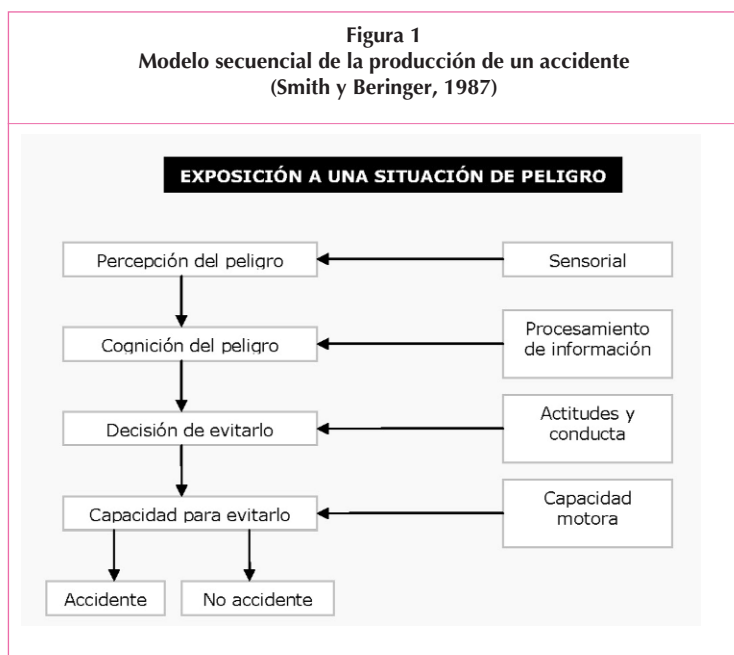 Figura 1
Modelo secuencial de la producción de un accidente
(Smith y Beringer, 1987)
EXPOSICIÓN A UNA SITUACIÓN DE PELIGRO
Percepción del peligro
Sensorial
Cognición del peligro
Procesamiento
de información
Decisión de evitarlo
Actitudes y
conducta
Capacidad para evitarlo
Capacidad
motora
Accidente
No accidente